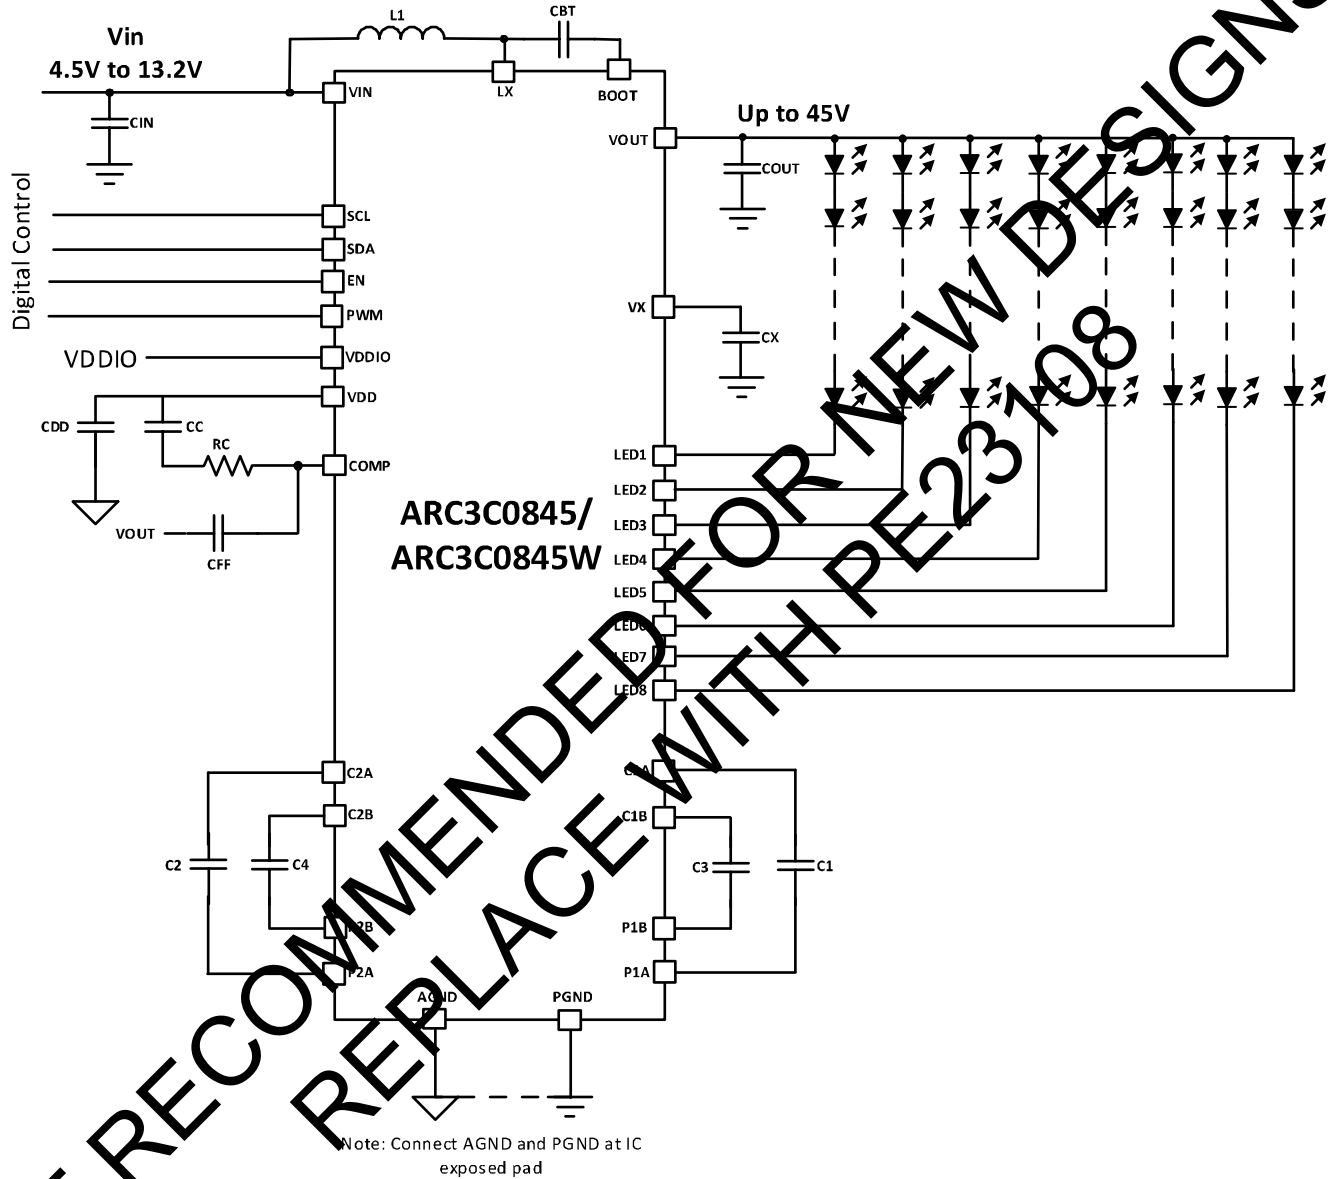 L1
CBT
Vin
4.5V to 13.2V
VIN
LX
BOOT
CIN
VOUT
Up to 45V
COUT
Digital Control
SCL
SDA
EN
PWM
VDDIO
VDDIO
VDD
VX
CX
CDD
CC
RC
COMP
VOUT
CFF
ARC3C0845/
ARC3C0845W
LED1
LED2
LED3
LED4
LED5
LED6
LED7
LED8
C2A
C2B
C2
C4
P2B
P2A
C1A
C1B
C3
C1
P1B
P1A
AGND
PGND
Note: Connect AGND and PGND at IC
exposed pad
RECOMMENDED FOR NEW DESIGNS
REPLACE WITH PE23108